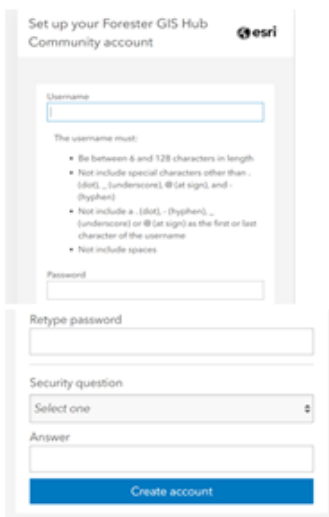 Set up your Forester GIS Hub
Community account
esri
Username
The username must:
• Be between 6 and 128 characters in length
• Not include special characters other than .
(dot), _ (underscore), @ (at sign), and -
(hyphen)
• Not include a . (dot), - (hyphen), _
(underscore) or @ (at sign) as the first or last
character of the username
• Not include spaces
Password
Retype password
Security question
Select one
Answer
Create account